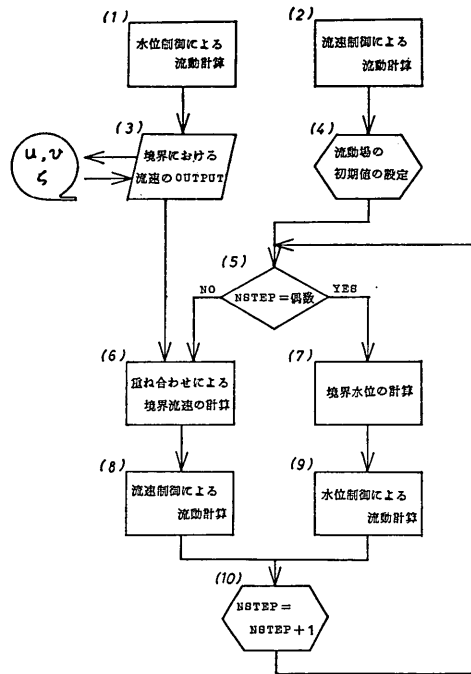 (1)
水位制御による
流動計算
(2)
流速制御による
流動計算
(3)
境界における
流速のOUTPUT
u, v
ζ
(4)
流動場の
初期値の設定
(5)
NSTEP=偶数
NO
YES
(6)
重ね合わせによる
境界流速の計算
(7)
境界水位の計算
(8)
流速制御による
流動計算
(9)
水位制御による
流動計算
(10)
NSTEP=
NSTEP+1